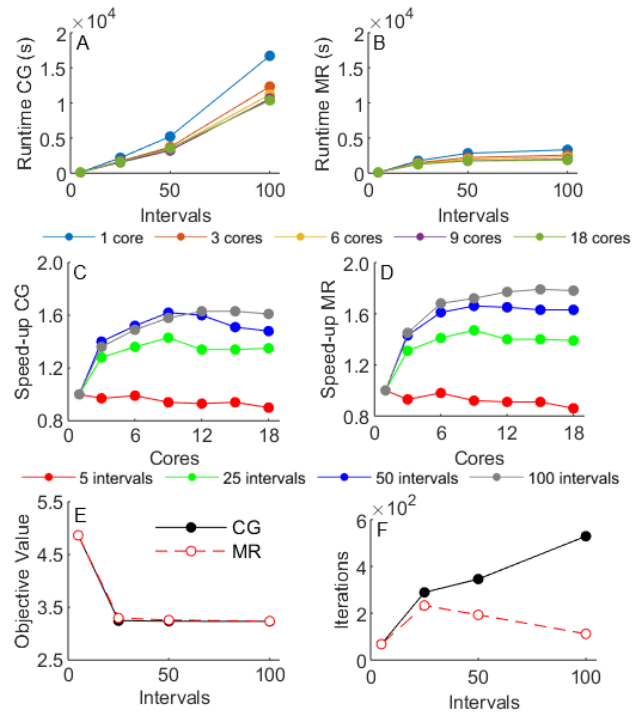 ×10⁴
A
Runtime CG (s)
2
1.5
1
0.5
0
0 50 100
Intervals
×10⁴
B
Runtime MR (s)
2
1.5
1
0.5
0
0 50 100
Intervals
1 core 3 cores 6 cores 9 cores 18 cores
C
Speed-up CG
2.0
1.6
1.2
0.8
0 6 12 18
Cores
D
Speed-up MR
2.0
1.6
1.2
0.8
0 6 12 18
Cores
5 intervals 25 intervals 50 intervals 100 intervals
E
Objective Value
5.5
4.5
3.5
2.5
CG
MR
0 50 100
Intervals
×10²
F
Iterations
6
4
2
0
0 50 100
Intervals